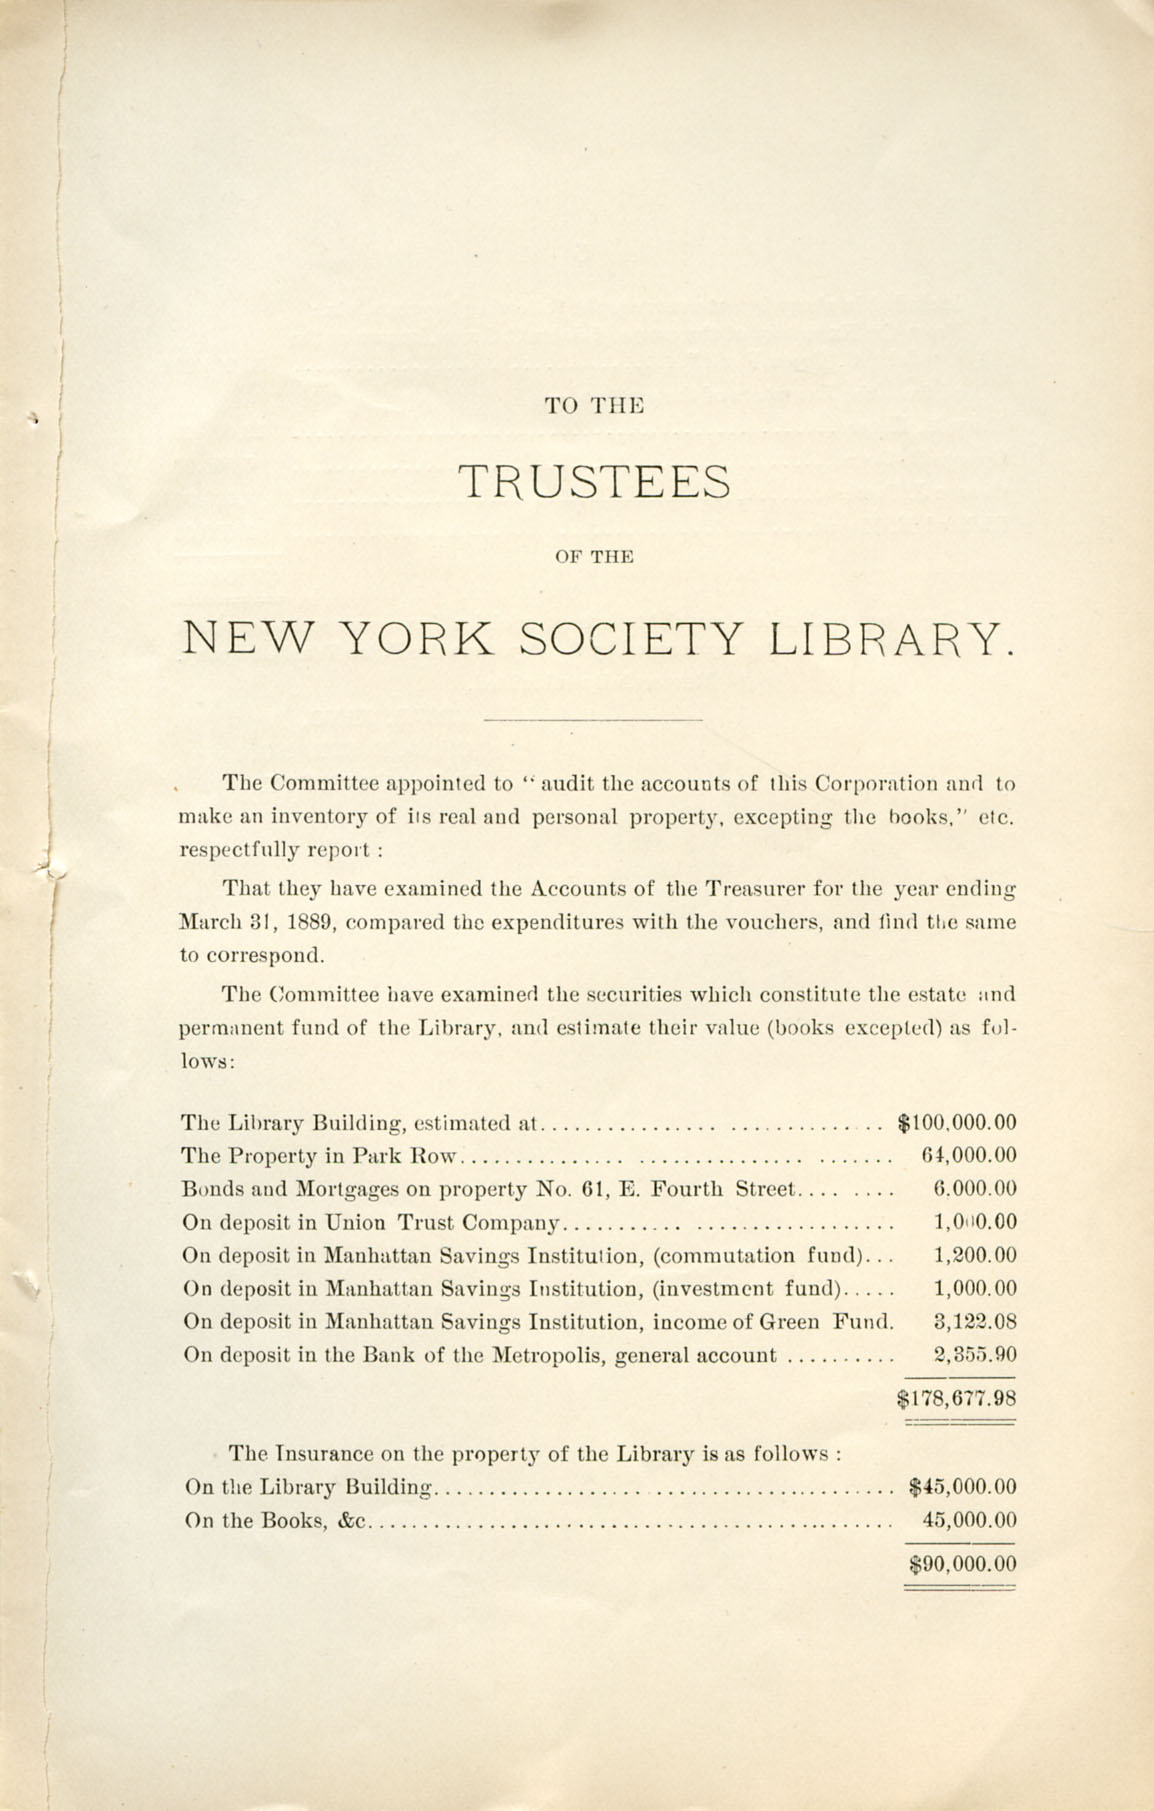 TO THE
TRUSTEES
OF THE
NEW YORK SOCIETY LIBRARY.
The Committee appointed to “ audit the accounts of this Corporation and to
make an inventory of its real and personal property, excepting the books,” etc.
respectfully report :
That they have examined the Accounts of the Treasurer for the year ending
March 31, 1889, compared the expenditures with the vouchers, and find the same
to correspond.
The Committee have examined the securities which constitute the estate and
permanent fund of the Library, and estimate their value (books excepted) as fol-
lows:
The Library Building, estimated at................ ............... $100,000.00
The Property in Park Row............... ............... ....... 64,000.00
Bonds and Mortgages on property No. 61, E. Fourth Street.... .... 6.000.00
On deposit in Union Trust Company........... .................. 1,000.00
On deposit in Manhattan Savings Institution, (commutation fund)... 1,200.00
On deposit in Manhattan Savings Institution, (investment fund)..... 1,000.00
On deposit in Manhattan Savings Institution, income of Green Fund. 3,122.08
On deposit in the Bank of the Metropolis, general account .......... 2,355.90
$178,677.98
The Insurance on the property of the Library is as follows :
On the Library Building.......................................... $45,000.00
On the Books, &c................................................ 45,000.00
$90,000.00